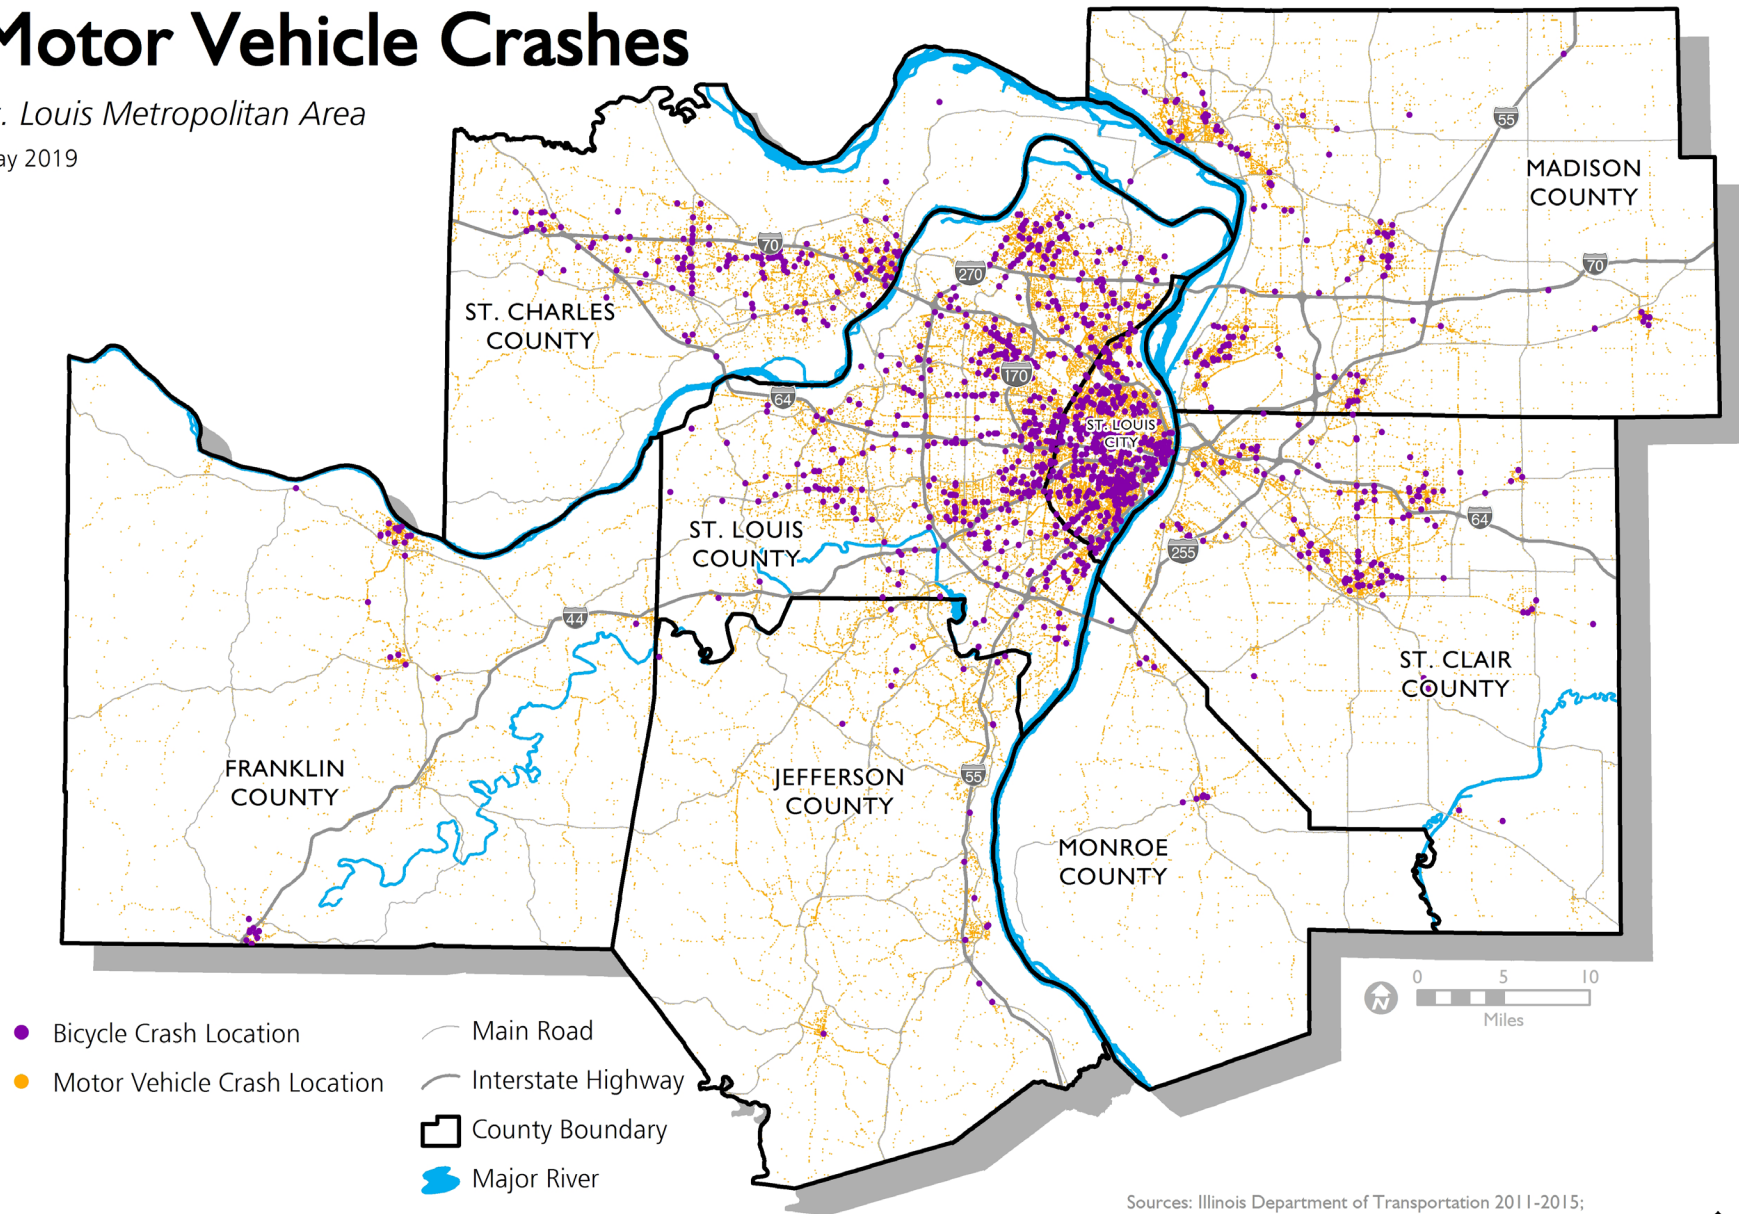 Motor Vehicle Crashes
. Louis Metropolitan Area
ay 2019
55
MADISON
COUNTY
70
70
270
ST. CHARLES
COUNTY
170
64
ST. LOUIS
CITY
ST. LOUIS
COUNTY
64
255
44
ST. CLAIR
COUNTY
FRANKLIN
COUNTY
JEFFERSON
COUNTY
55
MONROE
COUNTY
0 5 10
N
Miles
Bicycle Crash Location
Motor Vehicle Crash Location
Main Road
Interstate Highway
County Boundary
Major River
Sources: Illinois Department of Transportation 2011-2015;